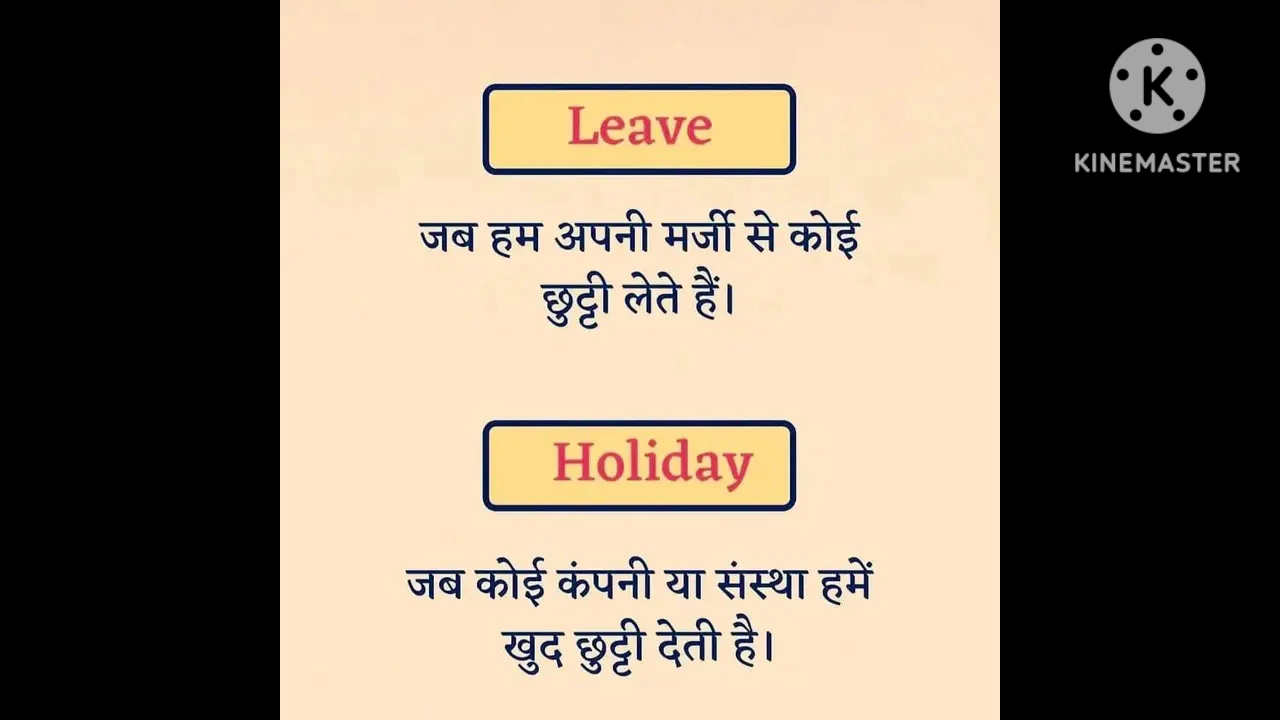 Leave
जब हम अपनी मर्जी से कोई
छुट्टी लेते हैं।
Holiday
जब कोई कंपनी या संस्था हमें
खुद छुट्टी देती है।
K
KINEMASTER